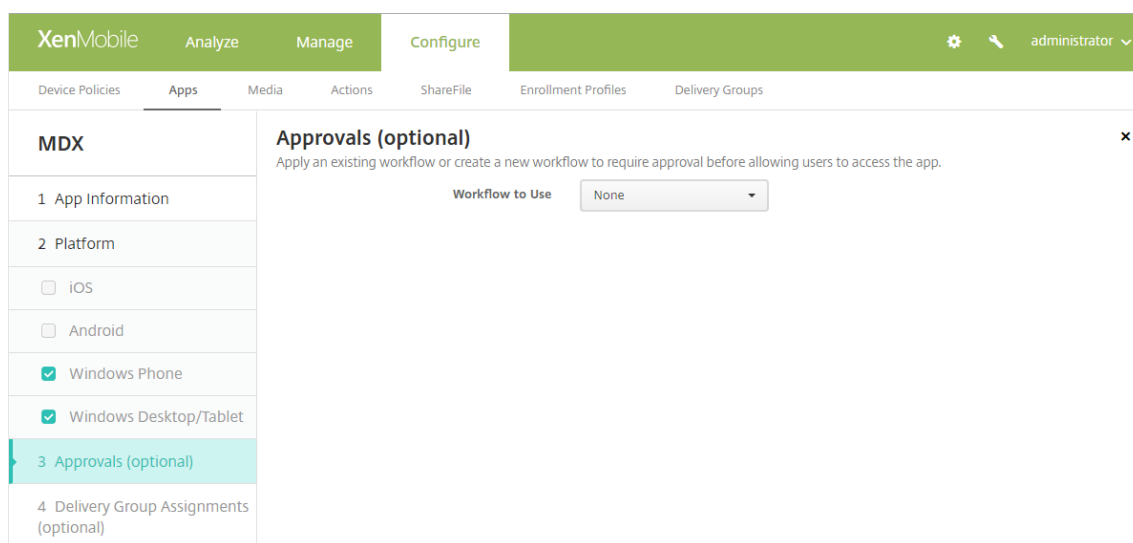 XenMobile Analyze Manage Configure administrator
Device Policies Apps Media Actions ShareFile Enrollment Profiles Delivery Groups
MDX
1 App Information
2 Platform
iOS
Android
Windows Phone
Windows Desktop/Tablet
3 Approvals (optional)
4 Delivery Group Assignments
(optional)
Approvals (optional)
Apply an existing workflow or create a new workflow to require approval before allowing users to access the app.
Workflow to Use None